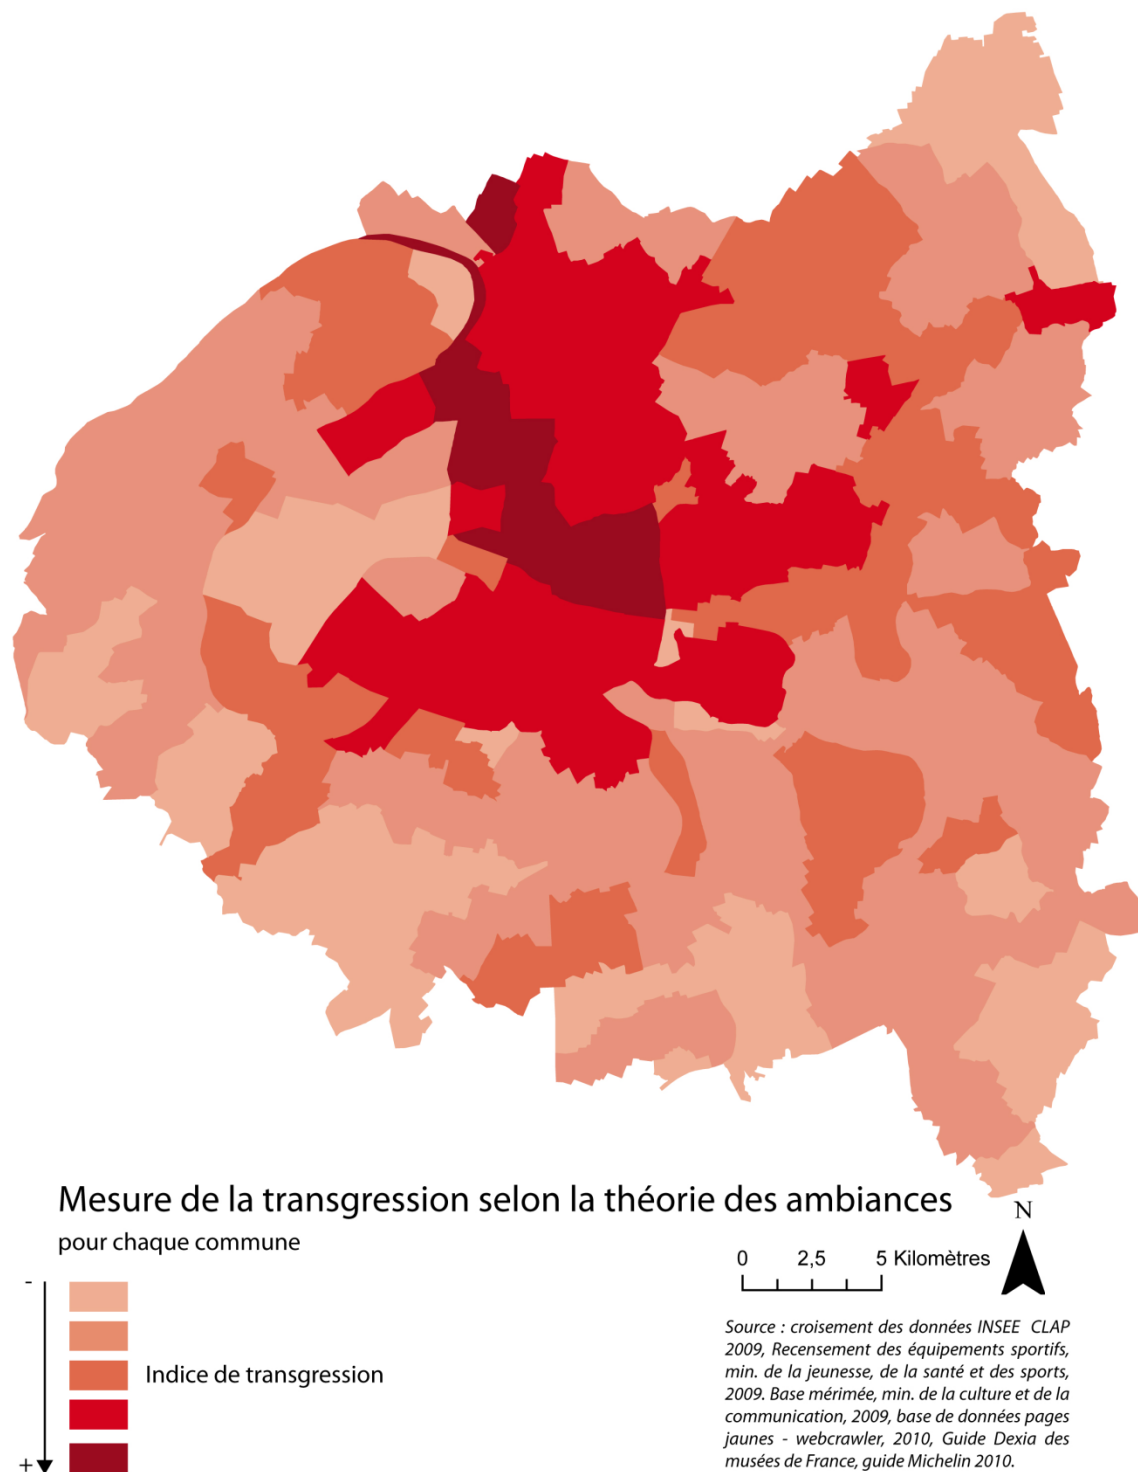 Mesure de la transgression selon la théorie des ambiances
pour chaque commune
N
0 2,5 5 Kilomètres
-
Indice de transgression
+
Source : croisement des données INSEE CLAP
2009, Recensement des équipements sportifs,
min. de la jeunesse, de la santé et des sports,
2009. Base mérimée, min. de la culture et de la
communication, 2009, base de données pages
jaunes - webcrawler, 2010, Guide Dexia des
musées de France, guide Michelin 2010.